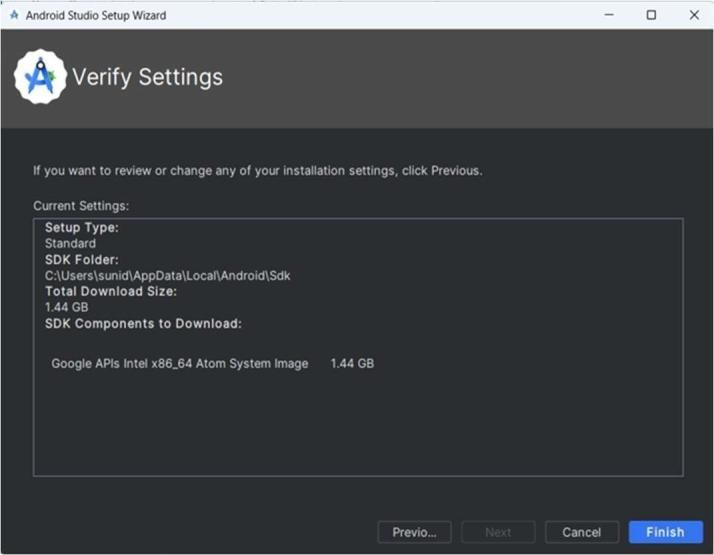 Android Studio Setup Wizard
Verify Settings
If you want to review or change any of your installation settings, click Previous.
Current Settings:
Setup Type:
Standard
SDK Folder:
C:\Users\sunid\AppData\Local\Android\Sdk
Total Download Size:
1.44 GB
SDK Components to Download:
Google APIs Intel x86_64 Atom System Image 1.44 GB
Previo... Next Cancel Finish